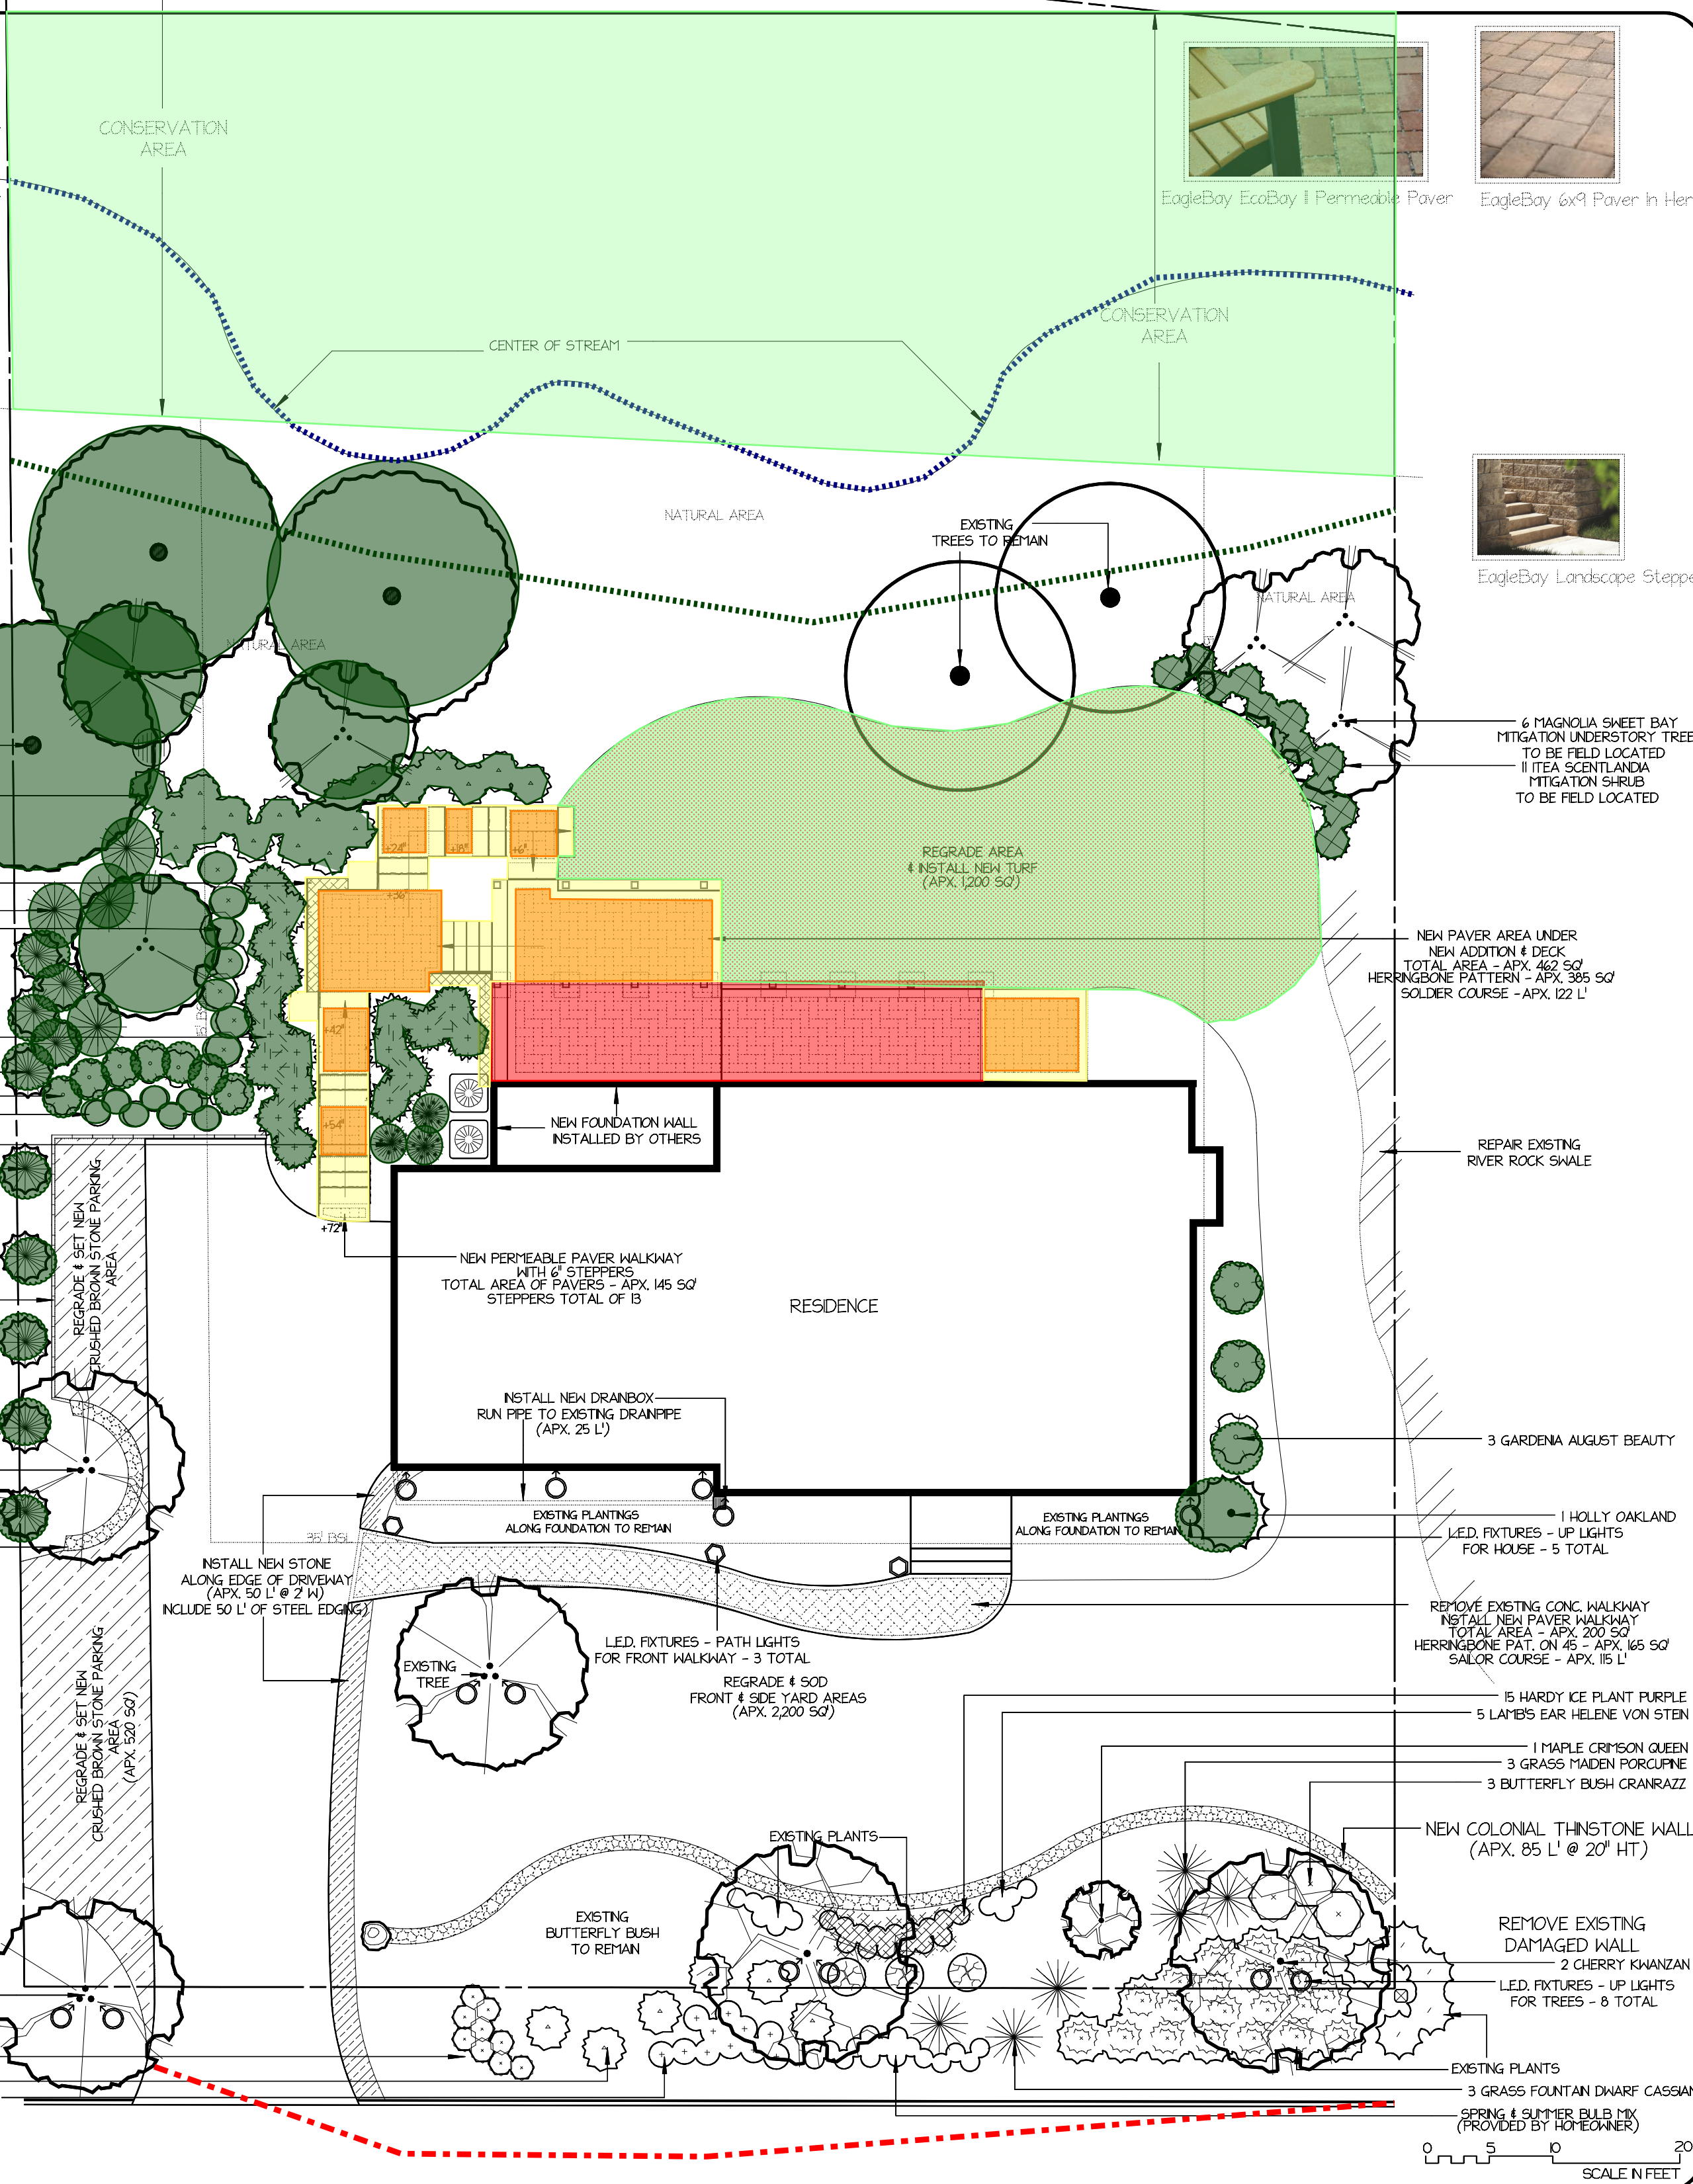 CONSERVATION
AREA
EagleBay EcoBay II Permeable Paver
EagleBay 6x9 Paver In Her
CONSERVATION
AREA
CENTER OF STREAM
NATURAL AREA
EXISTING
TREES TO REMAIN
EagleBay Landscape Steppe
NATURAL AREA
NATURAL AREA
6 MAGNOLIA SWEET BAY
MITIGATION UNDERSTORY TREE
TO BE FIELD LOCATED
11 ITEA SCENTLANDIA
MITIGATION SHRUB
TO BE FIELD LOCATED
+24"
+18"
+6"
REGRADE AREA
& INSTALL NEW TURF
(APX. 1,200 SQ')
+36"
NEW PAVER AREA UNDER
NEW ADDITION & DECK
TOTAL AREA - APX. 462 SQ'
HERRINGBONE PATTERN - APX. 385 SQ'
SOLDIER COURSE - APX. 122 L'
+42"
+54"
NEW FOUNDATION WALL
INSTALLED BY OTHERS
REPAIR EXISTING
RIVER ROCK SWALE
REGRADE & SET NEW
CRUSHED BROWN STONE PARKING
AREA
+72"
NEW PERMEABLE PAVER WALKWAY
WITH 6" STEPPERS
TOTAL AREA OF PAVERS - APX. 145 SQ'
STEPPERS TOTAL OF 13
RESIDENCE
INSTALL NEW DRAINBOX
RUN PIPE TO EXISTING DRAINPIPE
(APX. 25 L')
3 GARDENIA AUGUST BEAUTY
EXISTING PLANTINGS
ALONG FOUNDATION TO REMAIN
EXISTING PLANTINGS
ALONG FOUNDATION TO REMAIN
1 HOLLY OAKLAND
L.E.D. FIXTURES - UP LIGHTS
FOR HOUSE - 5 TOTAL
35' BSL
INSTALL NEW STONE
ALONG EDGE OF DRIVEWAY
(APX. 50 L' @ 2' W)
INCLUDE 50 L' OF STEEL EDGING)
REMOVE EXISTING CONC. WALKWAY
INSTALL NEW PAVER WALKWAY
TOTAL AREA - APX. 200 SQ'
HERRINGBONE PAT. ON 45 - APX. 165 SQ'
SAILOR COURSE - APX. 115 L'
L.E.D. FIXTURES - PATH LIGHTS
FOR FRONT WALKWAY - 3 TOTAL
EXISTING
TREE
REGRADE & SOD
FRONT & SIDE YARD AREAS
(APX. 2,200 SQ')
REGRADE & SET NEW
CRUSHED BROWN STONE PARKING
AREA
(APX. 520 SQ')
15 HARDY ICE PLANT PURPLE
5 LAMB'S EAR HELENE VON STEIN
1 MAPLE CRIMSON QUEEN
3 GRASS MAIDEN PORCUPINE
3 BUTTERFLY BUSH CRANRAZZ
NEW COLONIAL THINSTONE WALL
(APX. 85 L' @ 20" HT)
EXISTING PLANTS
EXISTING
BUTTERFLY BUSH
TO REMAIN
REMOVE EXISTING
DAMAGED WALL
2 CHERRY KWANZAN
L.E.D. FIXTURES - UP LIGHTS
FOR TREES - 8 TOTAL
EXISTING PLANTS
3 GRASS FOUNTAIN DWARF CASSIAN
SPRING & SUMMER BULB MIX
(PROVIDED BY HOMEOWNER)
0 5 10 20
SCALE IN FEET